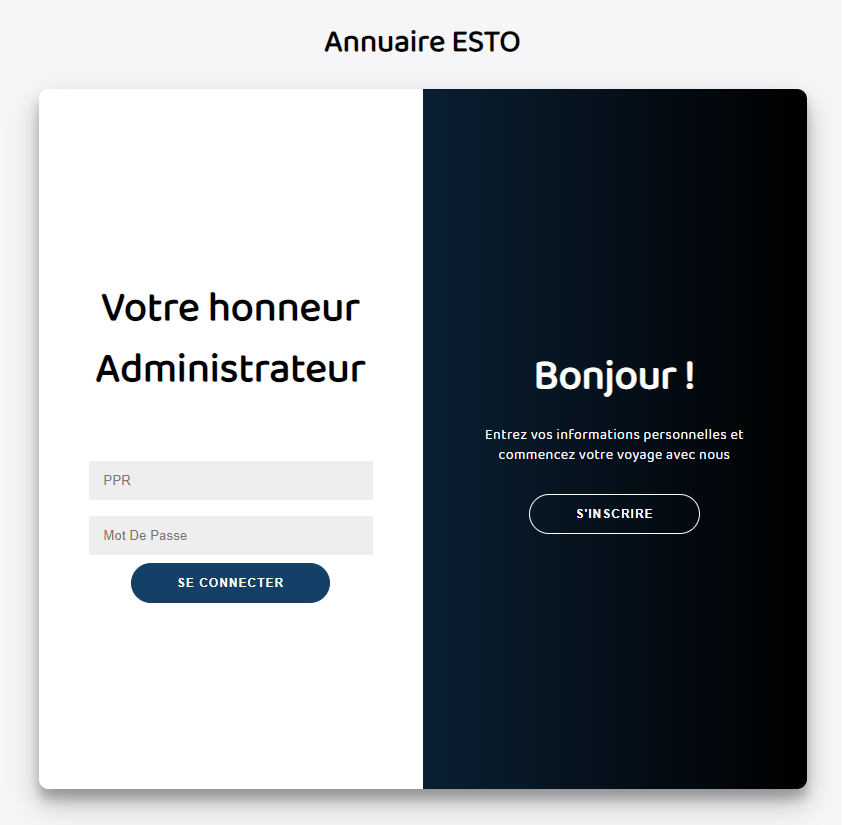 Annuaire ESTO
Votre honneur
Administrateur
PPR
Mot De Passe
SE CONNECTER
Bonjour !
Entrez vos informations personnelles et
commencez votre voyage avec nous
S'INSCRIRE